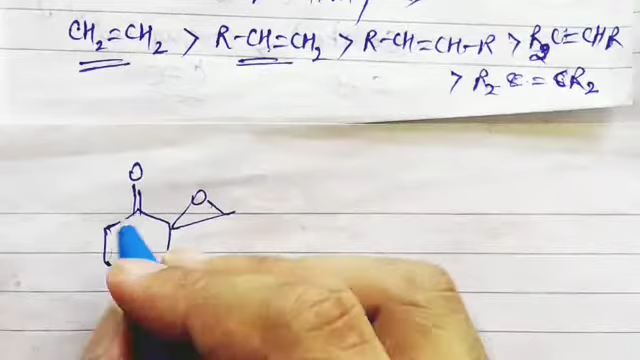 CH₂=CH₂ > R-CH=CH₂ > R-CH=CH-R > R₂C=CHR
> R₂C=CR₂
O
O